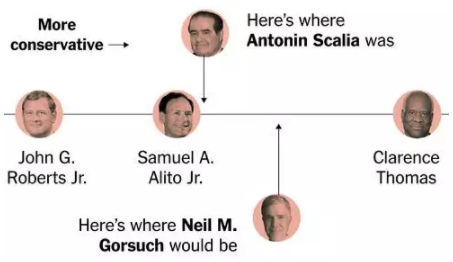 More
conservative →
Here's where
Antonin Scalia was
John G.
Roberts Jr.
Samuel A.
Alito Jr.
Clarence
Thomas
Here's where Neil M.
Gorsuch would be